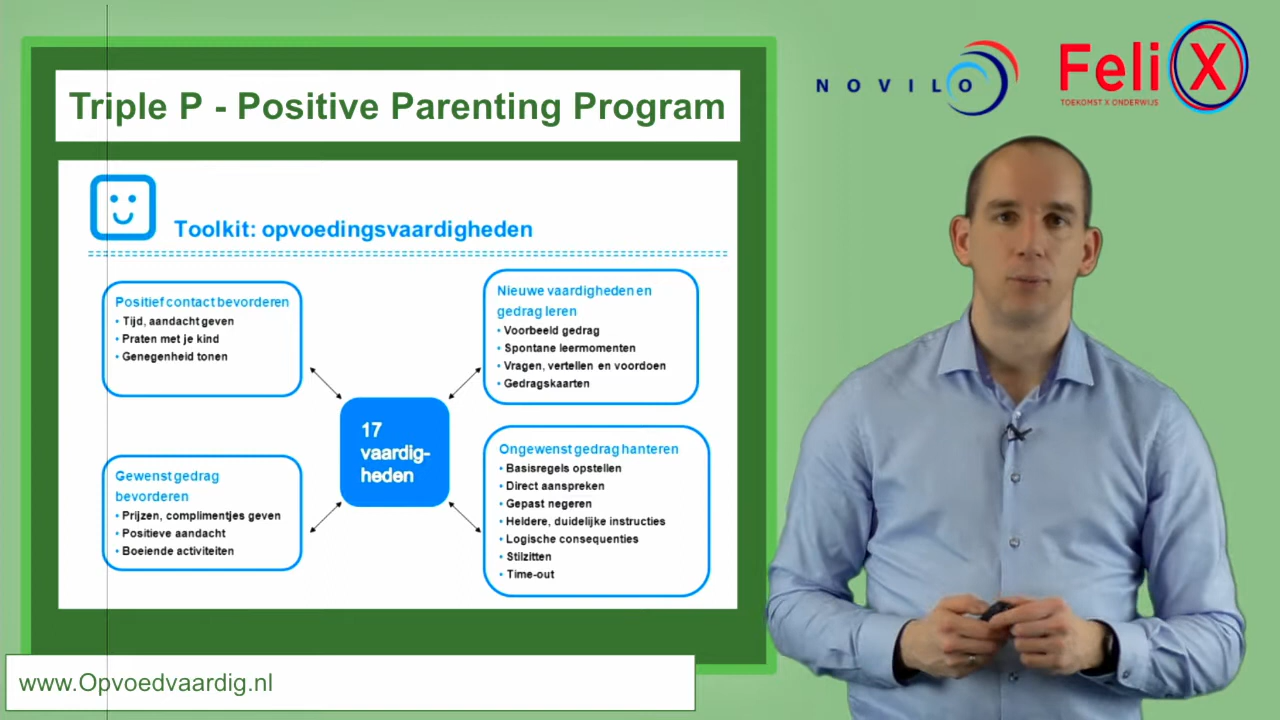 Triple P - Positive Parenting Program
NOVILO
FeliX
TOEKOMST X ONDERWIJS
Toolkit: opvoedingsvaardigheden
Positief contact bevorderen
• Tijd, aandacht geven
• Praten met je kind
• Genegenheid tonen
Nieuwe vaardigheden en
gedrag leren
• Voorbeeld gedrag
• Spontane leermomenten
• Vragen, vertellen en voordoen
• Gedragskaarten
17
vaardig-
heden
Gewenst gedrag
bevorderen
• Prijzen, complimentjes geven
• Positieve aandacht
• Boeiende activiteiten
Ongewenst gedrag hanteren
• Basisregels opstellen
• Direct aanspreken
• Gepast negeren
• Heldere, duidelijke instructies
• Logische consequenties
• Stilzitten
• Time-out
www.Opvoedvaardig.nl